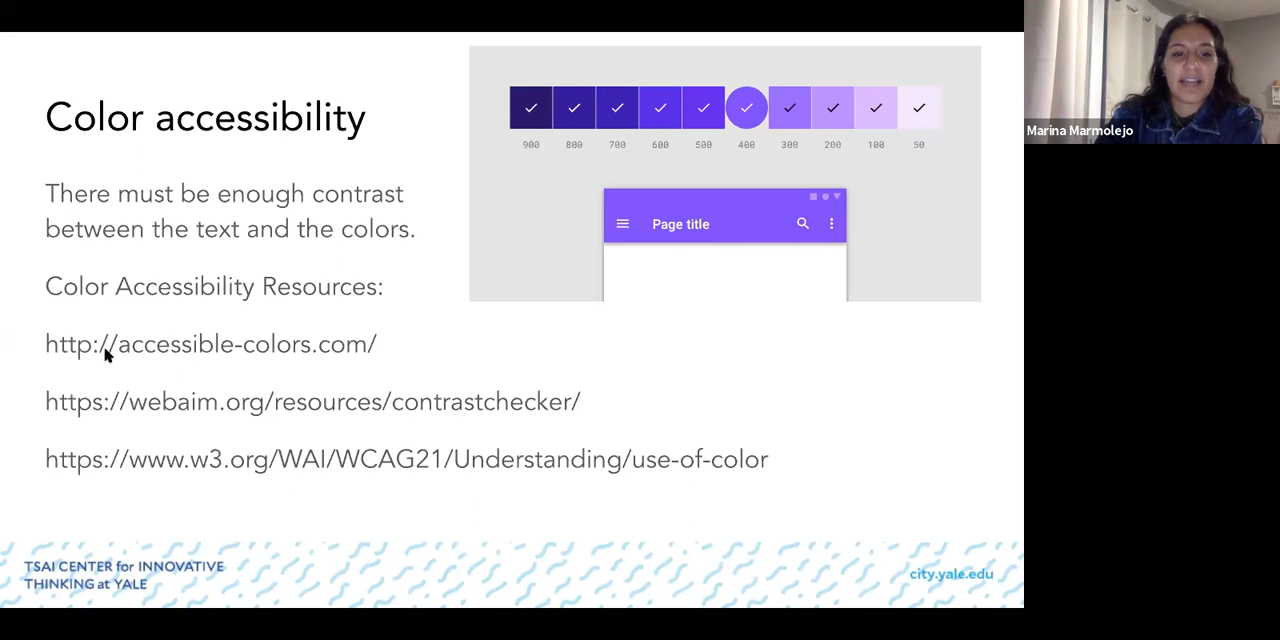 Color accessibility
There must be enough contrast
between the text and the colors.
Color Accessibility Resources:
http://accessible-colors.com/
https://webaim.org/resources/contrastchecker/
https://www.w3.org/WAI/WCAG21/Understanding/use-of-color
900 800 700 600 500 400 300 200 100 50
Page title
Marina Marmolejo
TSAI CENTER for INNOVATIVE
THINKING at YALE
city.yale.edu